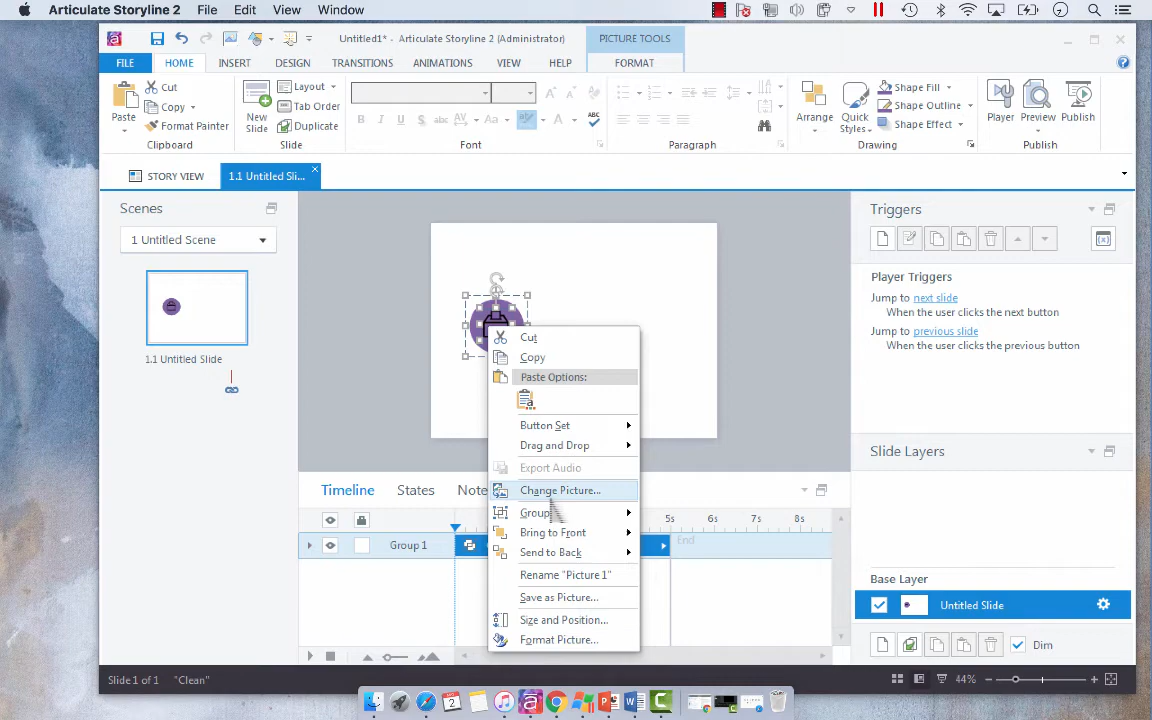 Articulate Storyline 2 File Edit View Window
Untitled1* - Articulate Storyline 2 (Administrator) PICTURE TOOLS
FILE HOME INSERT DESIGN TRANSITIONS ANIMATIONS VIEW HELP FORMAT
Paste
Cut
Copy
Format Painter
Clipboard
New
Slide
Layout
Tab Order
Duplicate
Slide
Font
Paragraph
Arrange
Quick
Styles
Shape Fill
Shape Outline
Shape Effect
Drawing
Player
Preview
Publish
Publish
STORY VIEW 1.1 Untitled Sli...
Scenes
1 Untitled Scene
1.1 Untitled Slide
Cut
Copy
Paste Options:
Button Set
Drag and Drop
Export Audio
Change Picture...
Group
Bring to Front
Send to Back
Rename "Picture 1"
Save as Picture...
Size and Position...
Format Picture...
Timeline States Note
5s 6s 7s 8s
Group 1
End
Triggers
Player Triggers
Jump to next slide
When the user clicks the next button
Jump to previous slide
When the user clicks the previous button
Slide Layers
Base Layer
Untitled Slide
Dim
Slide 1 of 1 "Clean" 44%